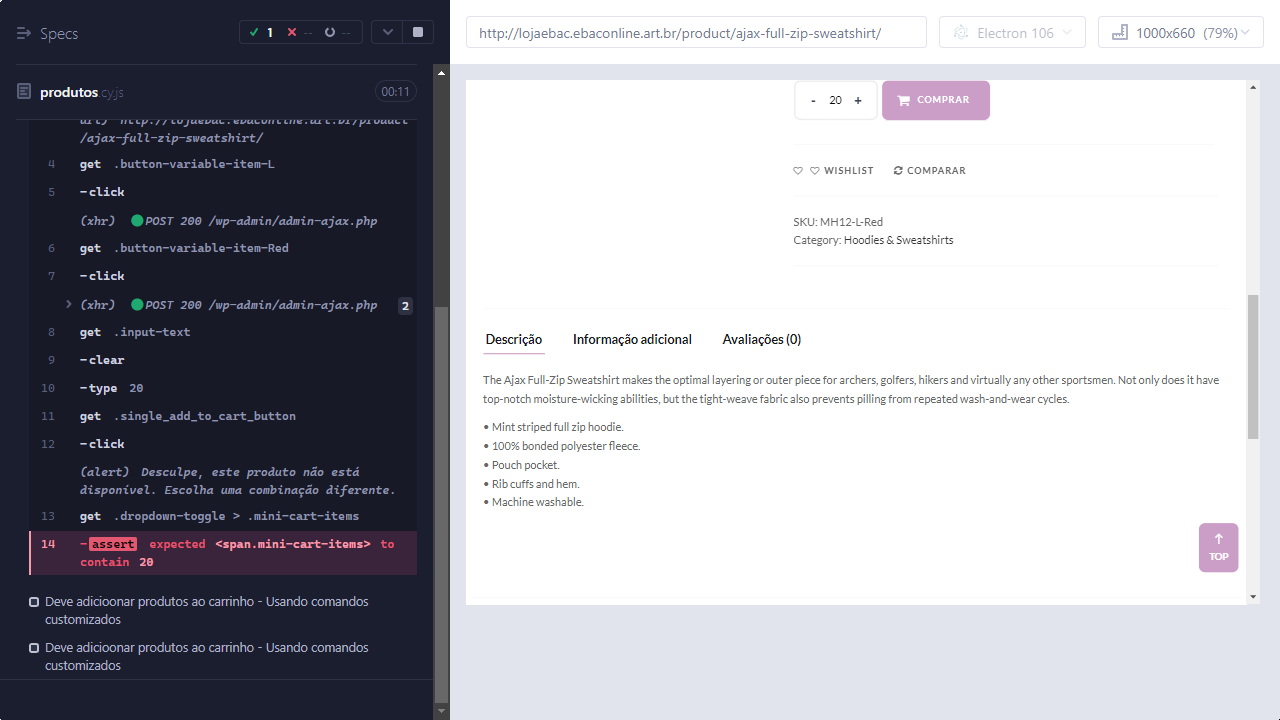 Specs
1
--
--
produtos.cy.js
00:11
url) http://lojaebac.ebaconline.art.br/product
/ajax-full-zip-sweatshirt/
4 get .button-variable-item-L
5 -click
(xhr) POST 200 /wp-admin/admin-ajax.php
6 get .button-variable-item-Red
7 -click
(xhr) POST 200 /wp-admin/admin-ajax.php 2
8 get .input-text
9 -clear
10 -type 20
11 get .single_add_to_cart_button
12 -click
(alert) Desculpe, este produto não está
disponível. Escolha uma combinação diferente.
13 get .dropdown-toggle > .mini-cart-items
14 -assert expected <span.mini-cart-items> to
contain 20
Deve adicioonar produtos ao carrinho - Usando comandos
customizados
Deve adicioonar produtos ao carrinho - Usando comandos
customizados
http://lojaebac.ebaconline.art.br/product/ajax-full-zip-sweatshirt/
Electron 106
1000x660 (79%)
- 20 +
COMPRAR
WISHLIST
COMPARAR
SKU: MH12-L-Red
Category: Hoodies & Sweatshirts
Descrição
Informação adicional
Avaliações (0)
The Ajax Full-Zip Sweatshirt makes the optimal layering or outer piece for archers, golfers, hikers and virtually any other sportsmen. Not only does it have
top-notch moisture-wicking abilities, but the tight-weave fabric also prevents pilling from repeated wash-and-wear cycles.
• Mint striped full zip hoodie.
• 100% bonded polyester fleece.
• Pouch pocket.
• Rib cuffs and hem.
• Machine washable.
TOP